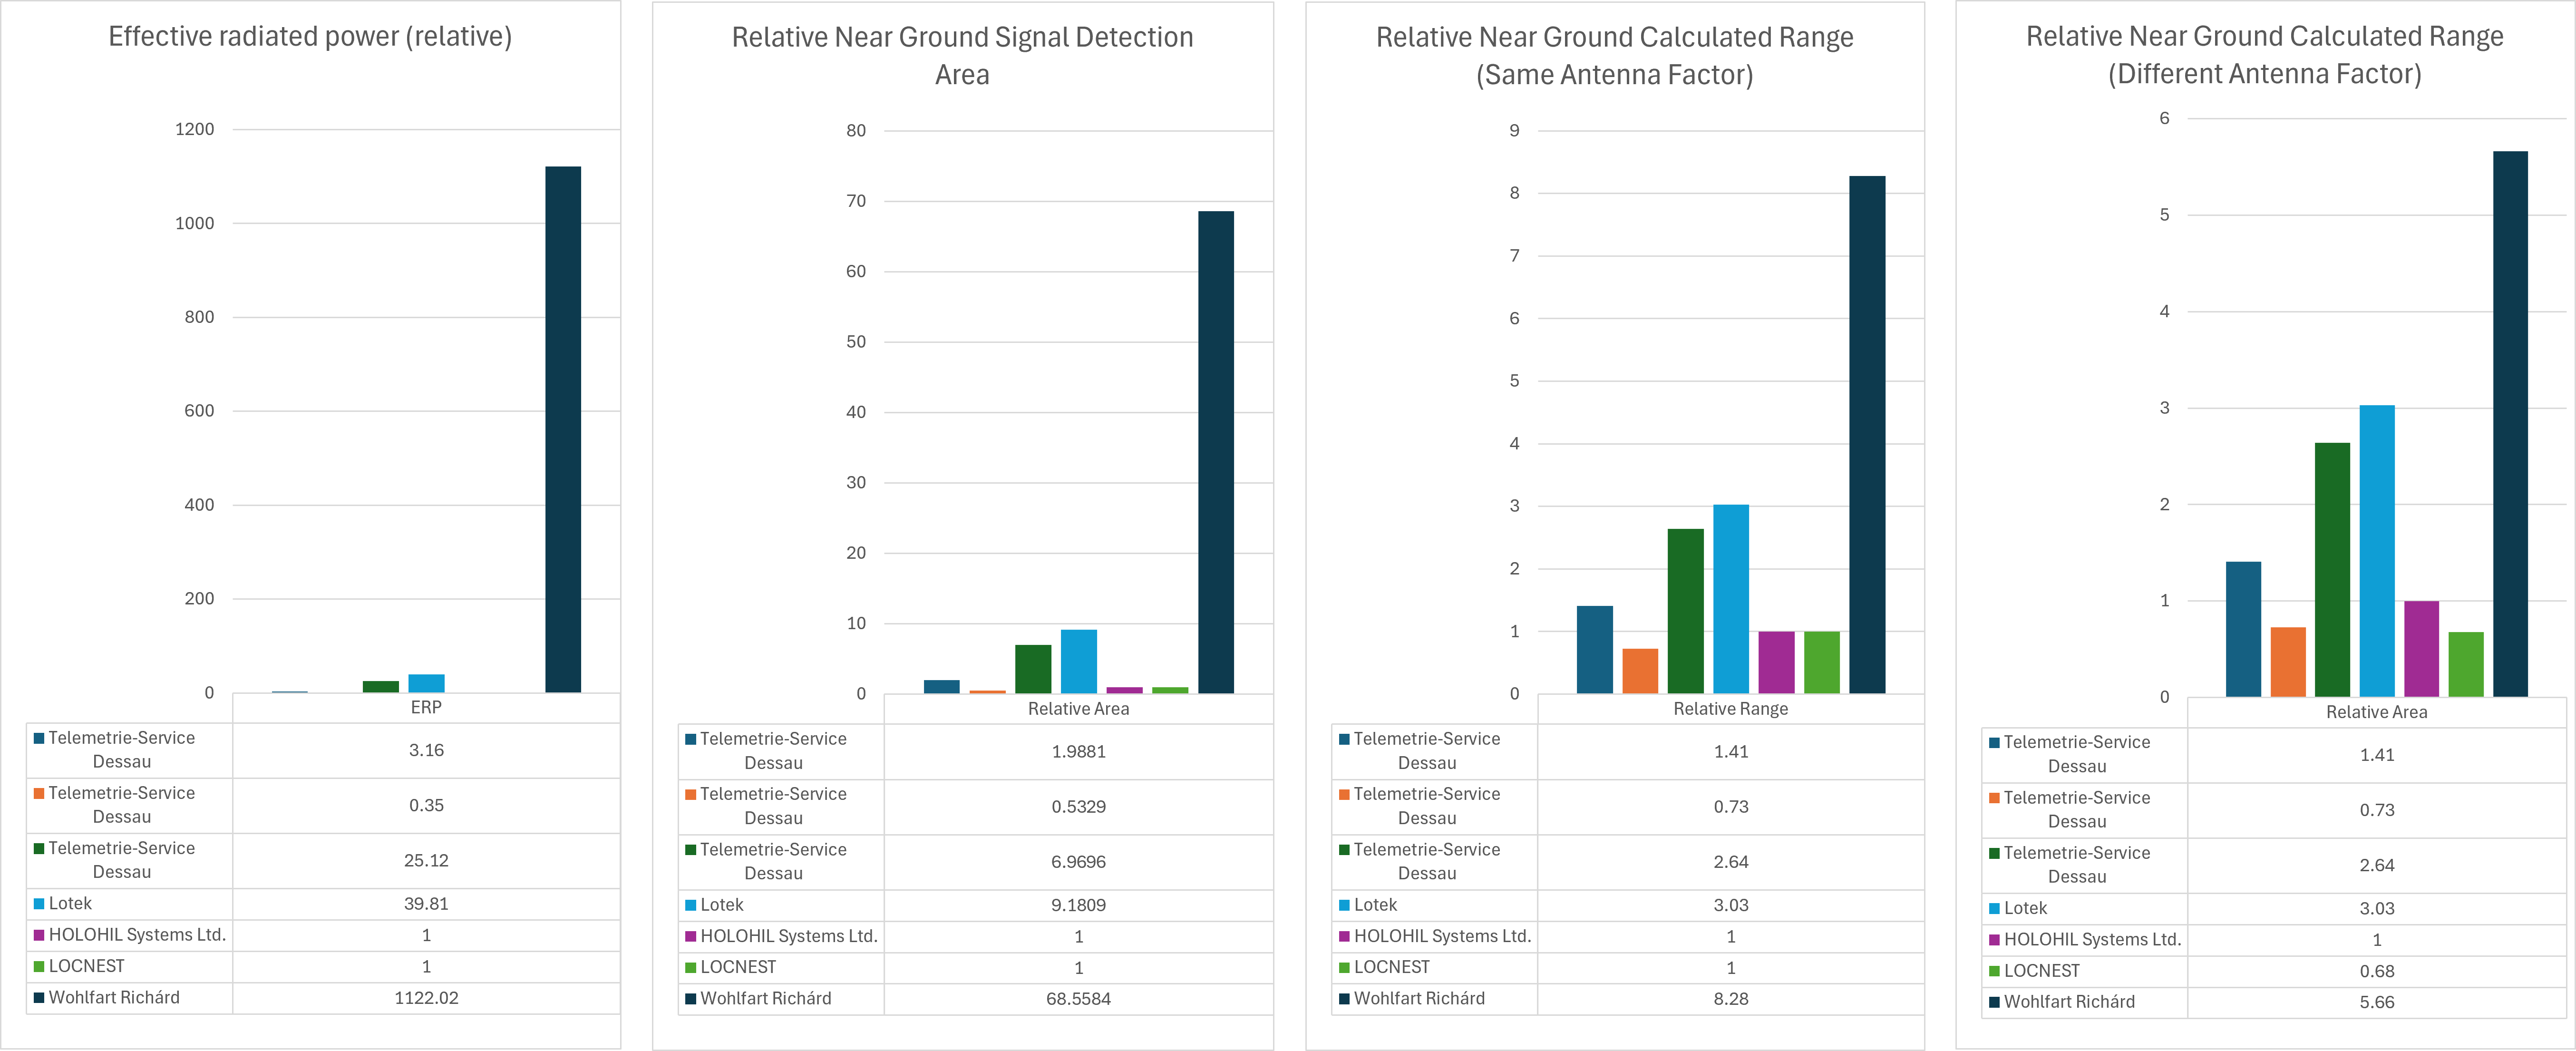 Effective radiated power (relative)
1200
1000
800
600
400
200
0
ERP
Telemetrie-Service
Dessau
3.16
Telemetrie-Service
Dessau
0.35
Telemetrie-Service
Dessau
25.12
Lotek
39.81
HOLOHIL Systems Ltd.
1
LOCNEST
1
Wohlfart Richárd
1122.02
Relative Near Ground Signal Detection
Area
80
70
60
50
40
30
20
10
0
Relative Area
Telemetrie-Service
Dessau
1.9881
Telemetrie-Service
Dessau
0.5329
Telemetrie-Service
Dessau
6.9696
Lotek
9.1809
HOLOHIL Systems Ltd.
1
LOCNEST
1
Wohlfart Richárd
68.5584
Relative Near Ground Calculated Range
(Same Antenna Factor)
9
8
7
6
5
4
3
2
1
0
Relative Range
Telemetrie-Service
Dessau
1.41
Telemetrie-Service
Dessau
0.73
Telemetrie-Service
Dessau
2.64
Lotek
3.03
HOLOHIL Systems Ltd.
1
LOCNEST
1
Wohlfart Richárd
8.28
Relative Near Ground Calculated Range
(Different Antenna Factor)
6
5
4
3
2
1
0
Relative Area
Telemetrie-Service
Dessau
1.41
Telemetrie-Service
Dessau
0.73
Telemetrie-Service
Dessau
2.64
Lotek
3.03
HOLOHIL Systems Ltd.
1
LOCNEST
0.68
Wohlfart Richárd
5.66